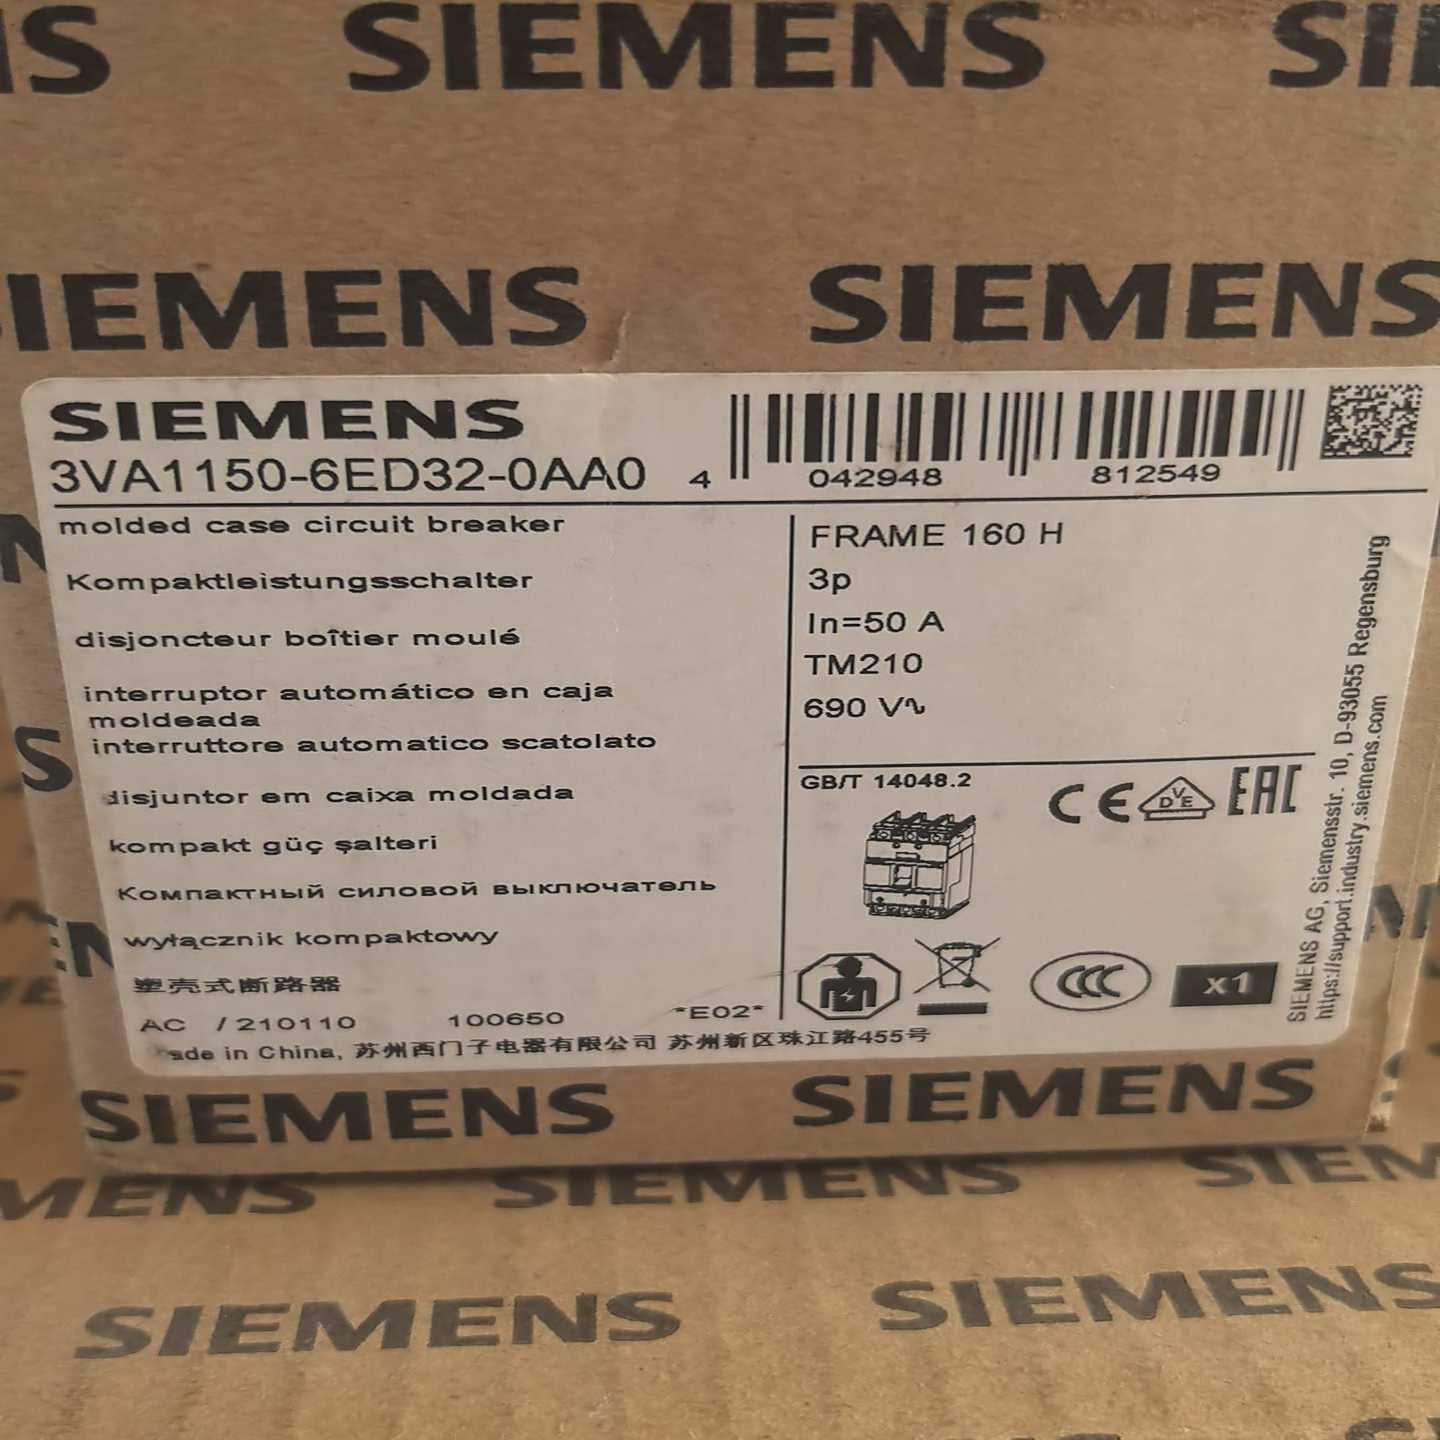 SIEMENS
SIEMENS
SIEMENS
SIEMENS
3VA1150-6ED32-0AA0
4 042948 812549
molded case circuit breaker
Kompaktleistungsschalter
disjoncteur boîtier moulé
interruptor automático en caja
moldeada
interruttore automatico scatolato
disjuntor em caixa moldada
kompakt güç şalteri
Компактный силовой выключатель
wyłącznik kompaktowy
塑壳式断路器
AC / 210110 100650 *E02*
in China, 苏州西门子电器有限公司 苏州新区珠江路455号
FRAME 160 H
3p
In=50 A
TM210
690 V∿
GB/T 14048.2
CE
VDE
EAC
CCC
x1
SIEMENS AG, Siemensstr. 10, D-93055 Regensburg
https://support.industry.siemens.com
SIEMENS
SIEMENS
SIEMENS
SIEMENS
SIEMENS